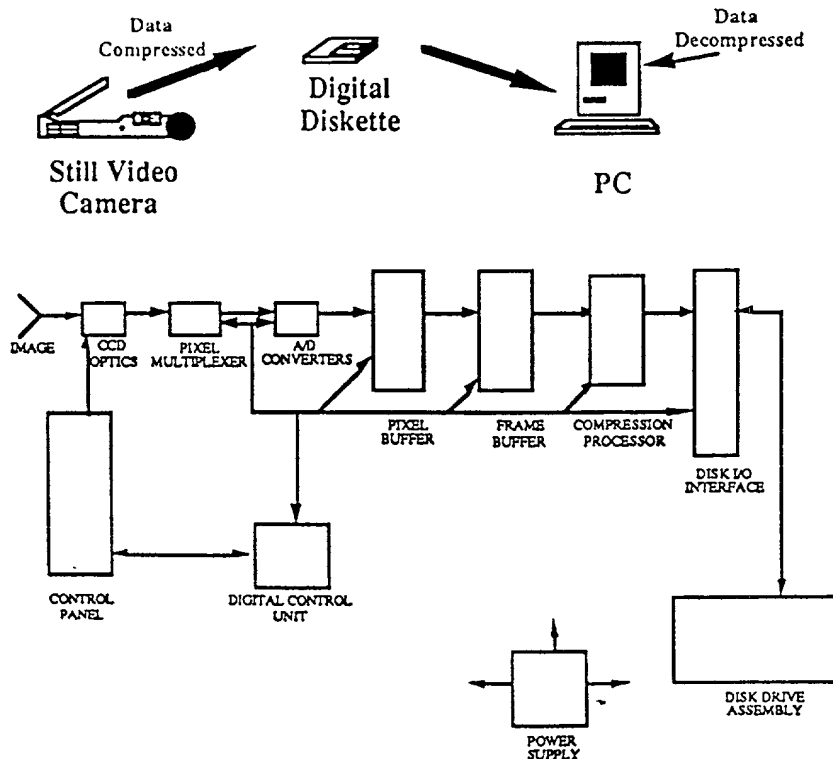 Data
Compressed
Data
Decompressed
Digital
Diskette
Still Video
Camera
PC
IMAGE
CCD
OPTICS
PIXEL
MULTIPLEXER
A/D
CONVERTERS
PIXEL
BUFFER
FRAME
BUFFER
COMPRESSION
PROCESSOR
DISK I/O
INTERFACE
CONTROL
PANEL
DIGITAL CONTROL
UNIT
POWER
SUPPLY
DISK DRIVE
ASSEMBLY